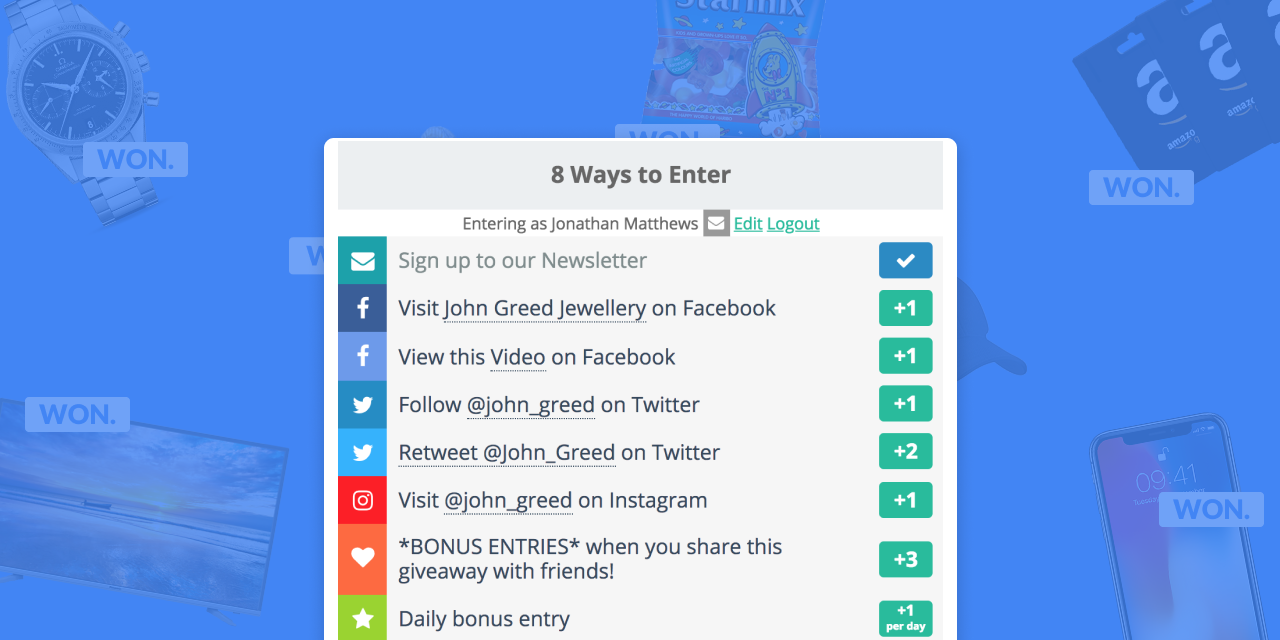 Starmix
WON.
8 Ways to Enter
amazon
WON.
WON.
Entering as Jonathan Matthews Edit Logout
Sign up to our Newsletter
Visit John Greed Jewellery on Facebook +1
View this Video on Facebook +1
Follow @john_greed on Twitter +1
WON.
Retweet @John_Greed on Twitter +2
09:41
Visit @john_greed on Instagram +1
WON.
*BONUS ENTRIES* when you share this
giveaway with friends! +3
Daily bonus entry +1
per day